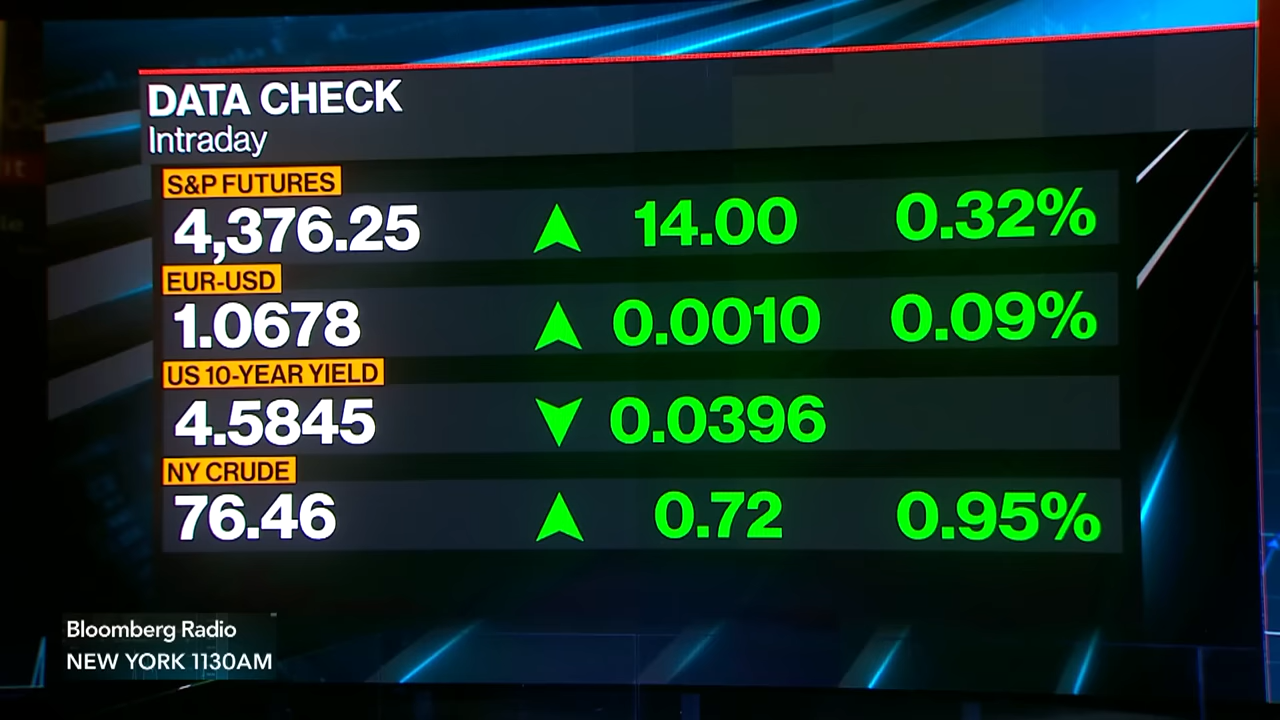 DATA CHECK
Intraday
S&P FUTURES
4,376.25 ▲ 14.00 0.32%
EUR-USD
1.0678 ▲ 0.0010 0.09%
US 10-YEAR YIELD
4.5845 ▼ 0.0396
NY CRUDE
76.46 ▲ 0.72 0.95%
Bloomberg Radio
NEW YORK 1130AM